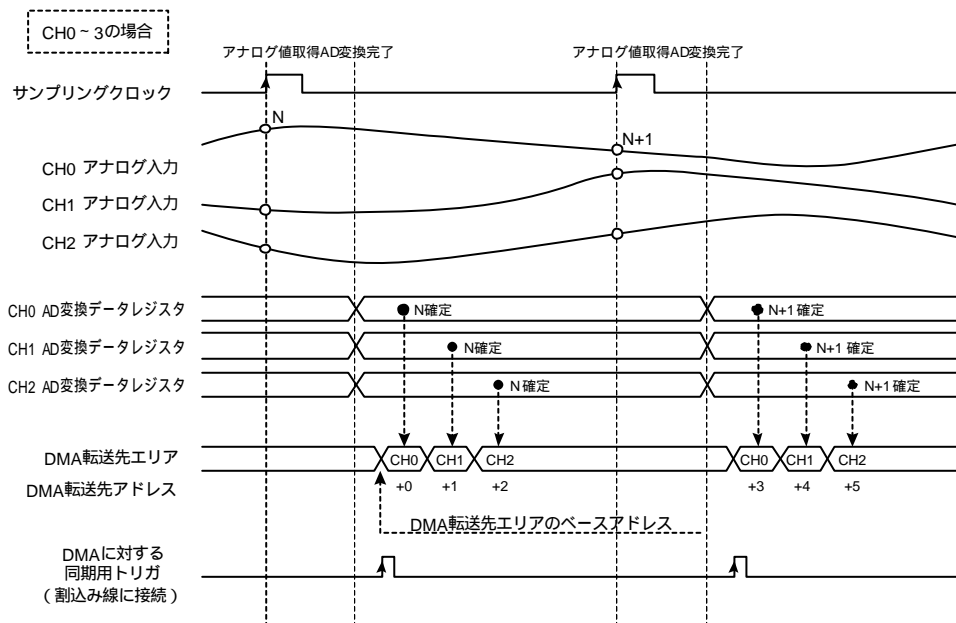 CH0 ~ 3の場合
アナログ値取得AD変換完了
アナログ値取得AD変換完了
サンプリングクロック
N
N+1
CH0 アナログ入力
CH1 アナログ入力
CH2 アナログ入力
CH0 AD変換データレジスタ
N確定
N+1 確定
CH1 AD変換データレジスタ
N確定
N+1 確定
CH2 AD変換データレジスタ
N 確定
N+1 確定
DMA転送先エリア
CH0
CH1
CH2
CH0
CH1
CH2
DMA転送先アドレス
+0
+1
+2
+3
+4
+5
DMA転送先エリアのベースアドレス
DMAに対する
同期用トリガ
(割込み線に接続)